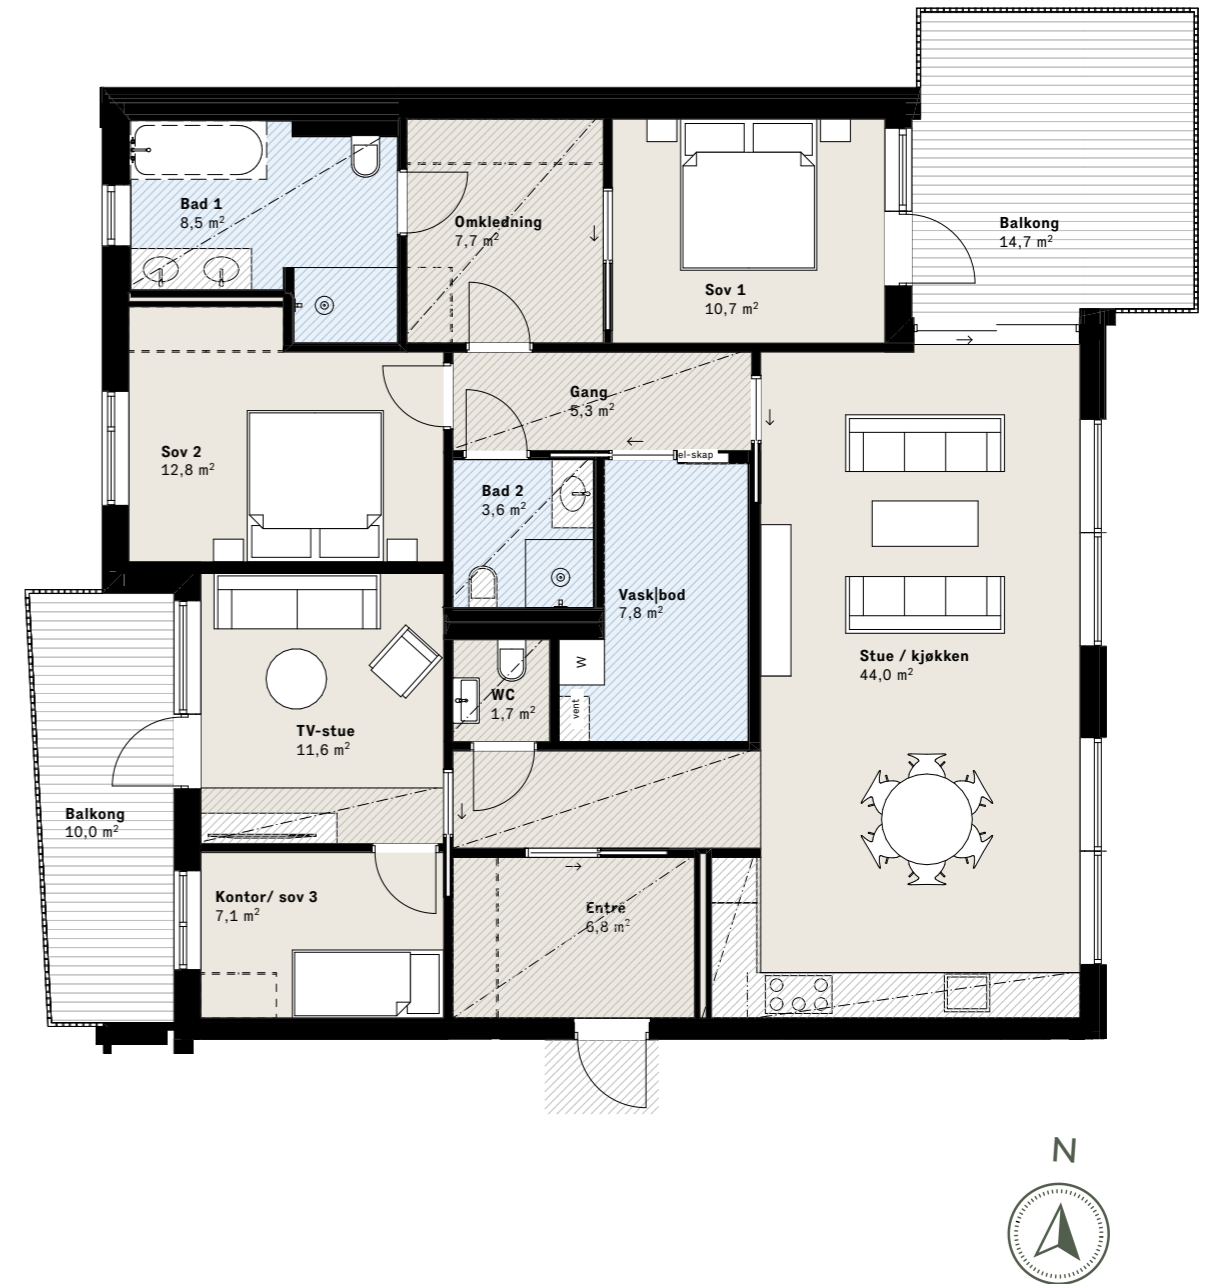 Bad 1
8,5 m²
Omkledning
7,7 m²
Sov 1
10,7 m²
Balkong
14,7 m²
Gang
5,3 m²
el-skap
Sov 2
12,8 m²
Bad 2
3,6 m²
Vask|bod
7,8 m²
Stue / kjøkken
44,0 m²
W
vent
WC
1,7 m²
TV-stue
11,6 m²
Balkong
10,0 m²
Kontor/ sov 3
7,1 m²
Entré
6,8 m²
N